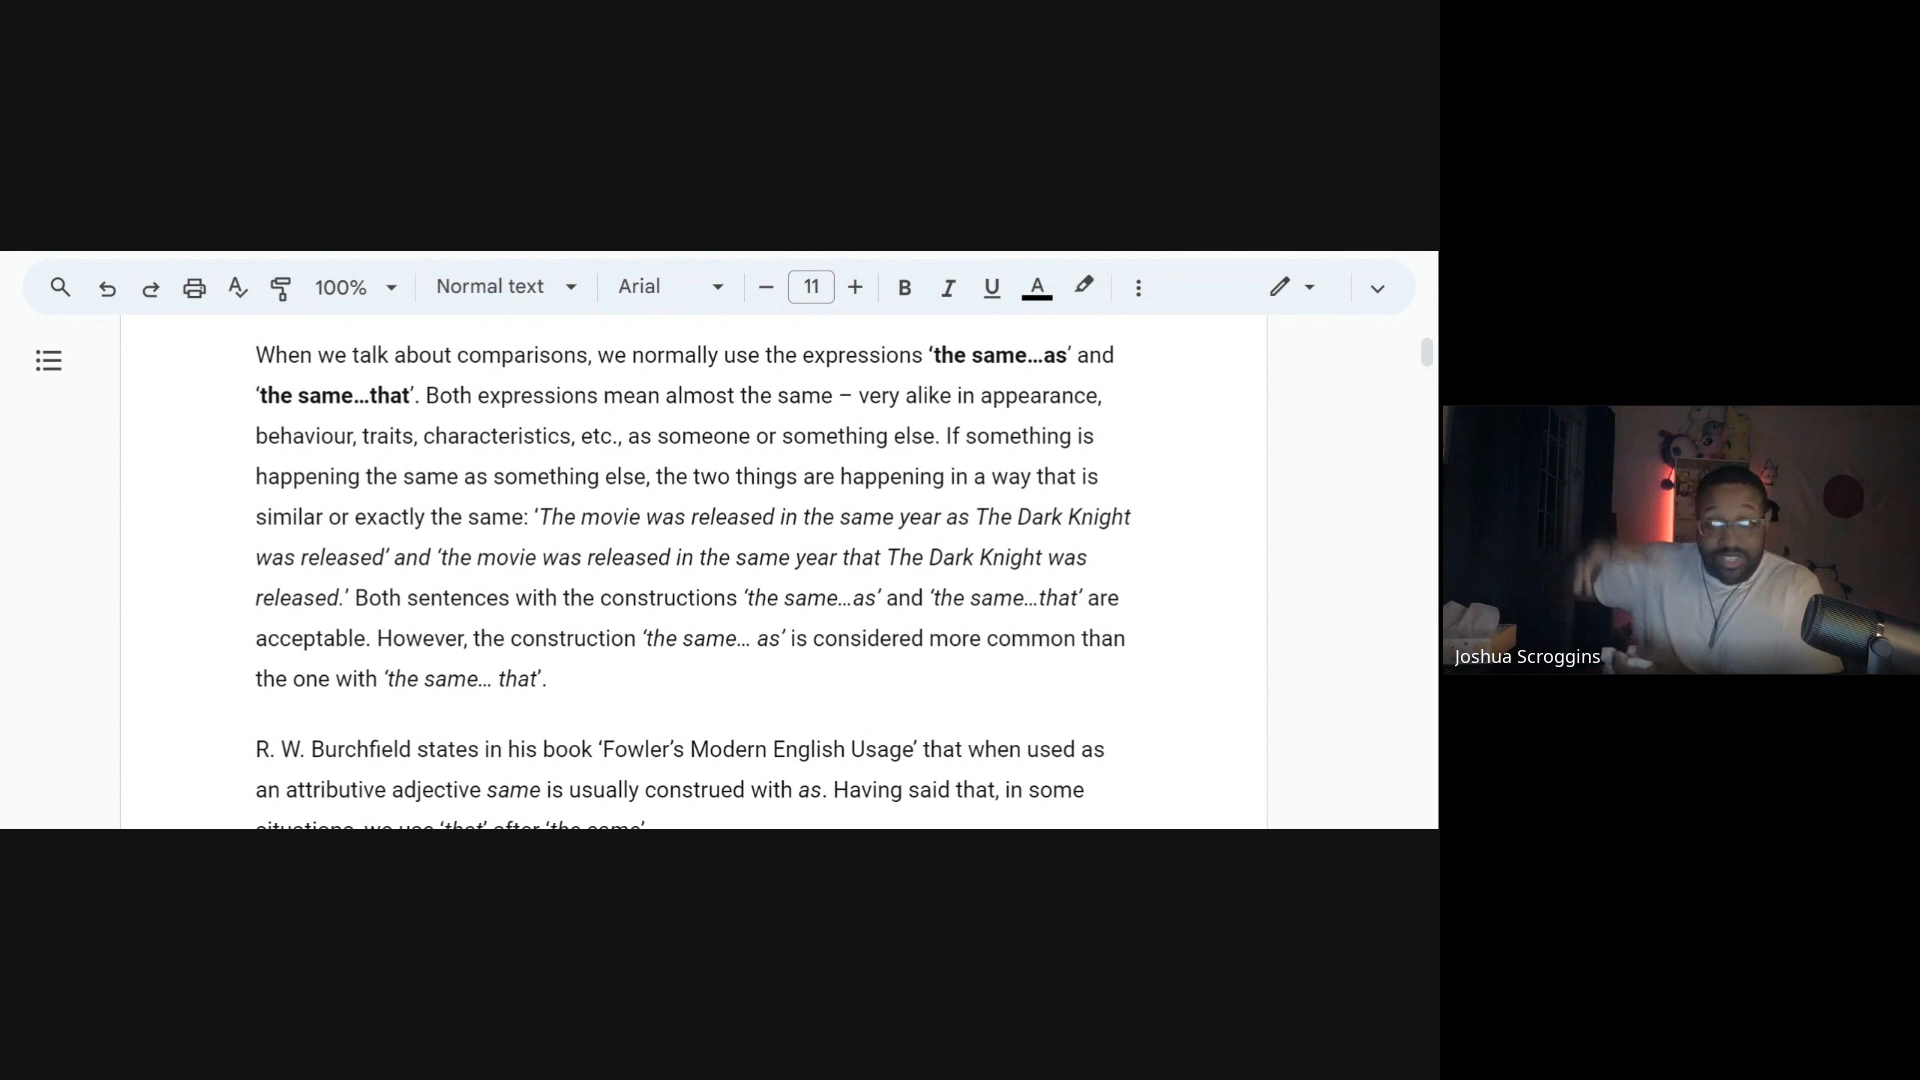 100%
Normal text
Arial
11
B
I
U
A
When we talk about comparisons, we normally use the expressions ‘the same…as’ and
‘the same…that’. Both expressions mean almost the same – very alike in appearance,
behaviour, traits, characteristics, etc., as someone or something else. If something is
happening the same as something else, the two things are happening in a way that is
similar or exactly the same: ‘The movie was released in the same year as The Dark Knight
was released’ and ‘the movie was released in the same year that The Dark Knight was
released.’ Both sentences with the constructions ‘the same…as’ and ‘the same…that’ are
acceptable. However, the construction ‘the same… as’ is considered more common than
the one with ‘the same… that’.
R. W. Burchfield states in his book ‘Fowler’s Modern English Usage’ that when used as
an attributive adjective same is usually construed with as. Having said that, in some
situations, we use ‘that’ after ‘the same’
Joshua Scroggins